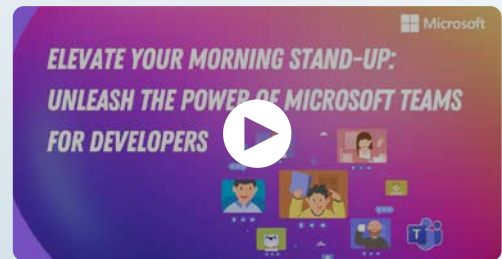 Microsoft
ELEVATE YOUR MORNING STAND-UP:
UNLEASH THE POWER OF MICROSOFT TEAMS
FOR DEVELOPERS
T